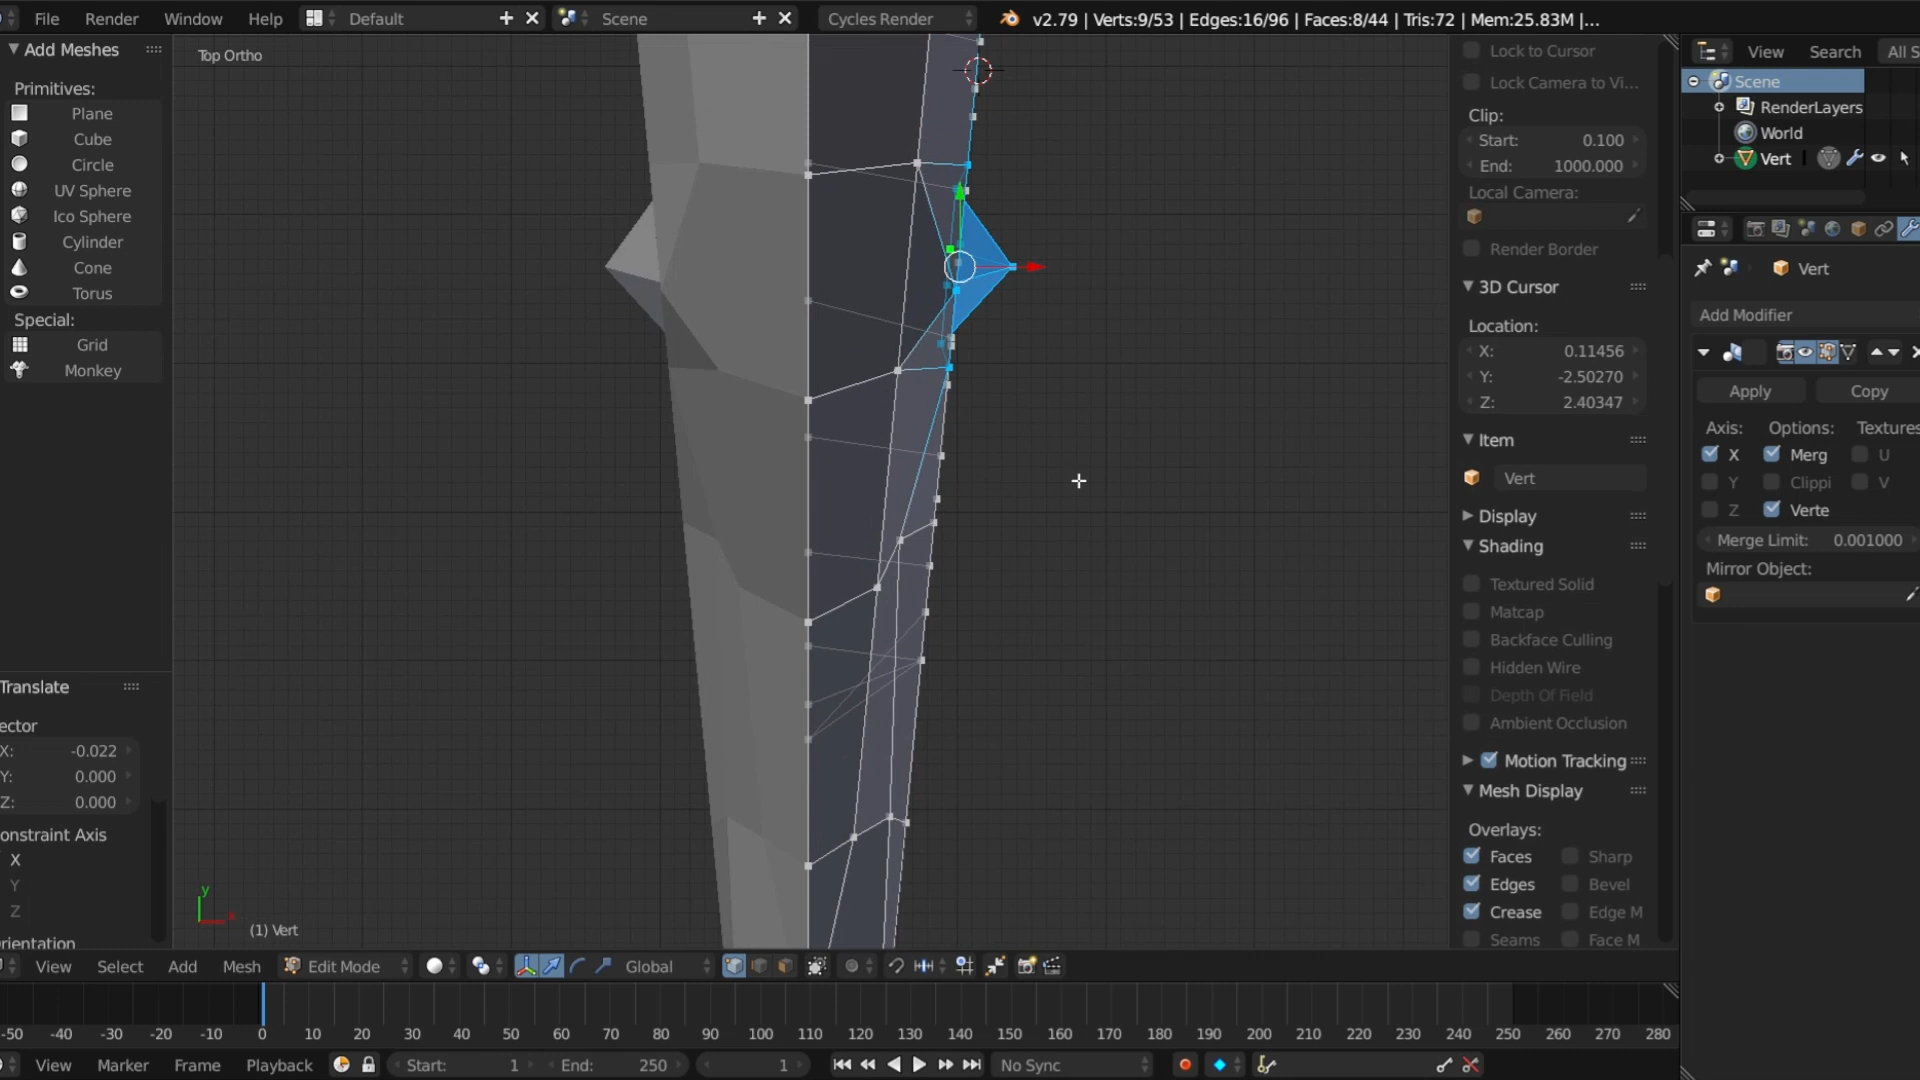 File Render Window Help Default Scene Cycles Render v2.79 | Verts:9/53 | Edges:16/96 | Faces:8/44 | Tris:72 | Mem:25.83M |...
Add Meshes
Primitives:
Plane
Cube
Circle
UV Sphere
Ico Sphere
Cylinder
Cone
Torus
Special:
Grid
Monkey
Translate
ector
X: -0.022
Y: 0.000
Z: 0.000
onstraint Axis
X
Y
Z
rientation
Top Ortho
y
x
(1) Vert
Lock to Cursor
Lock Camera to Vi...
Clip:
Start: 0.100
End: 1000.000
Local Camera:
Render Border
3D Cursor
Location:
X: 0.11456
Y: -2.50270
Z: 2.40347
Item
Vert
Display
Shading
Textured Solid
Matcap
Backface Culling
Hidden Wire
Depth Of Field
Ambient Occlusion
Motion Tracking
Mesh Display
Overlays:
Faces Sharp
Edges Bevel
Crease Edge M
Seams Face M
View Search All S
Scene
RenderLayers
World
Vert
Vert
Add Modifier
Apply Copy
Axis: Options: Textures
X Merg U
Y Clippi V
Z Verte
Merge Limit: 0.001000
Mirror Object:
View Select Add Mesh Edit Mode Global
-50 -40 -30 -20 -10 0 10 20 30 40 50 60 70 80 90 100 110 120 130 140 150 160 170 180 190 200 210 220 230 240 250 260 270 280
View Marker Frame Playback Start: 1 End: 250 1 No Sync